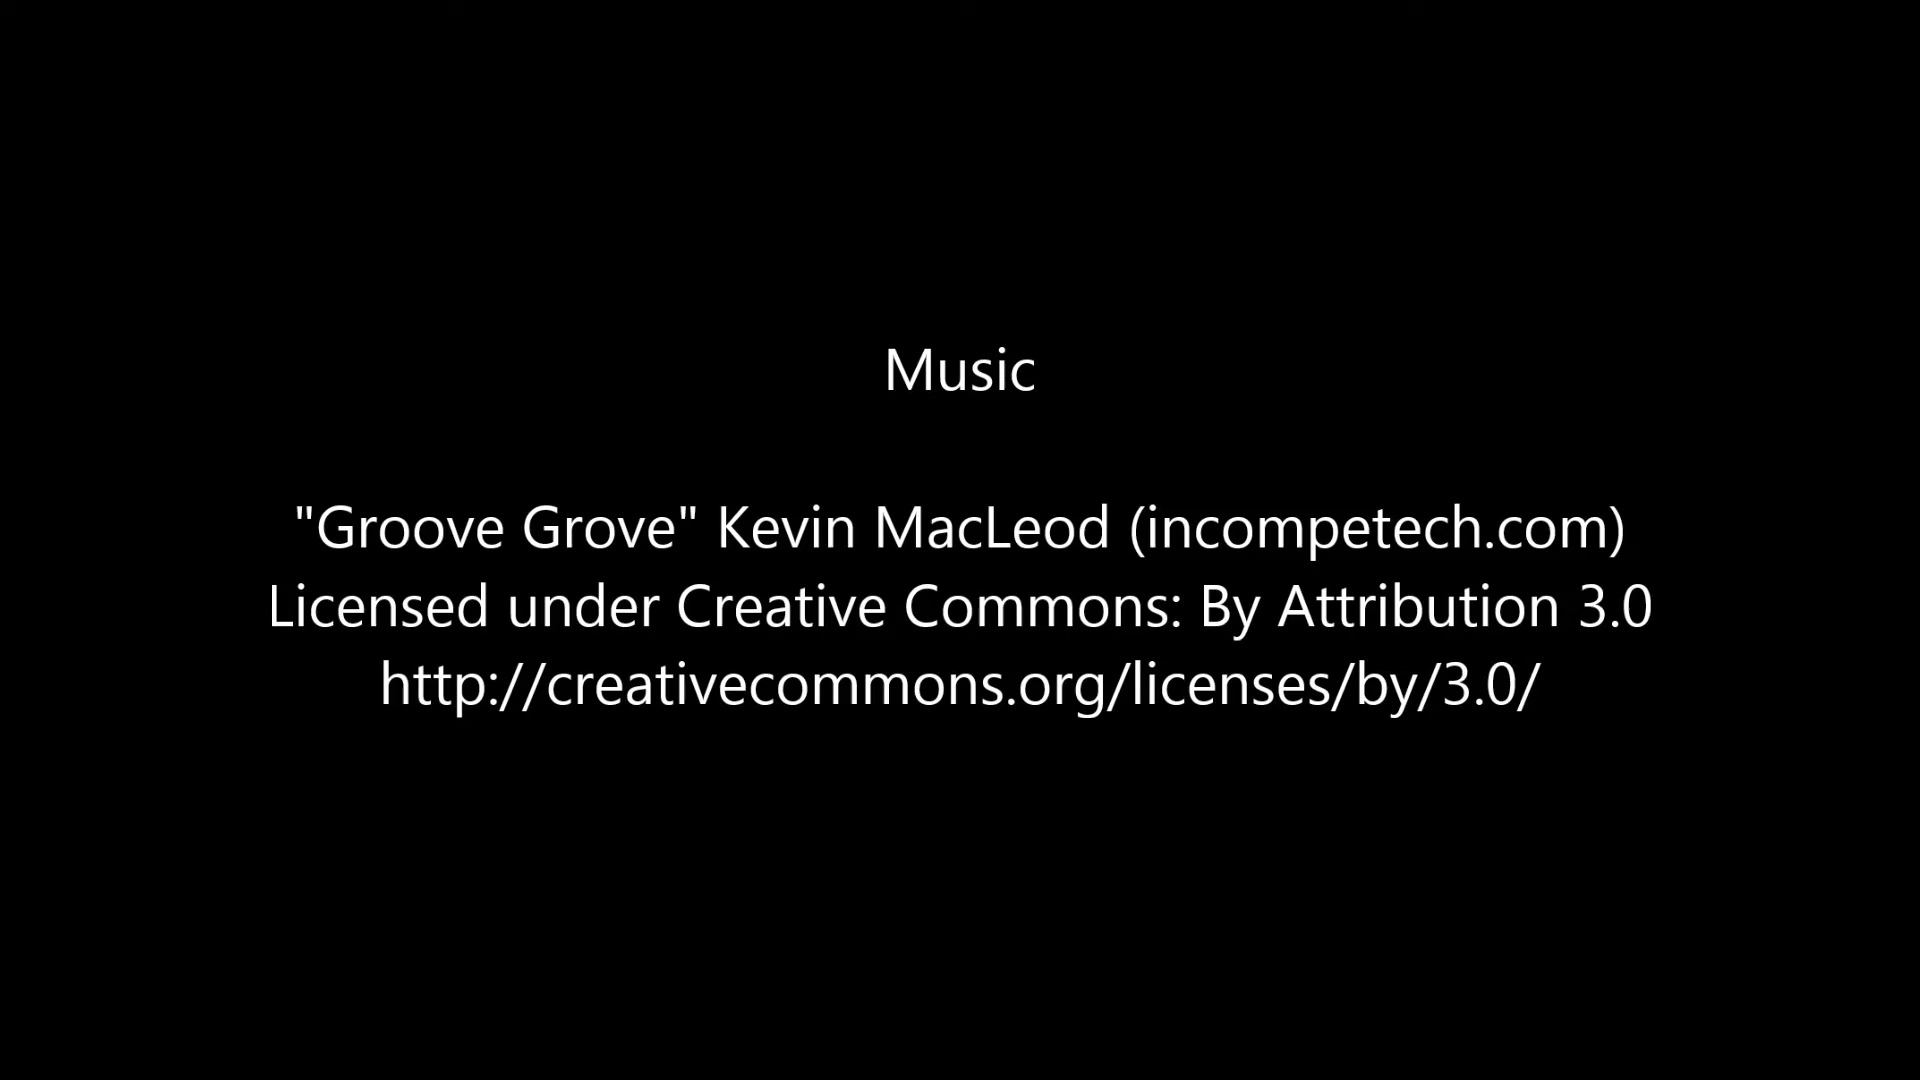 Music
"Groove Grove" Kevin MacLeod (incompetech.com)
Licensed under Creative Commons: By Attribution 3.0
http://creativecommons.org/licenses/by/3.0/